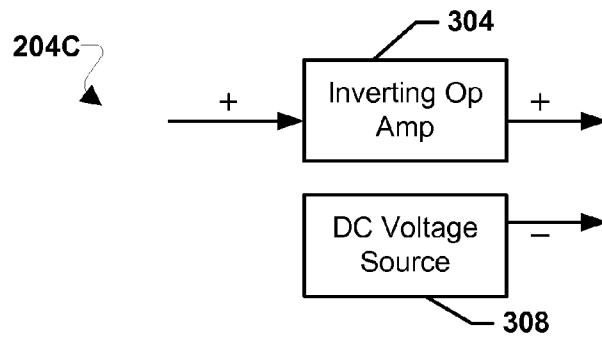 304
204C
Inverting Op
Amp
+
+
DC Voltage
Source
−
308